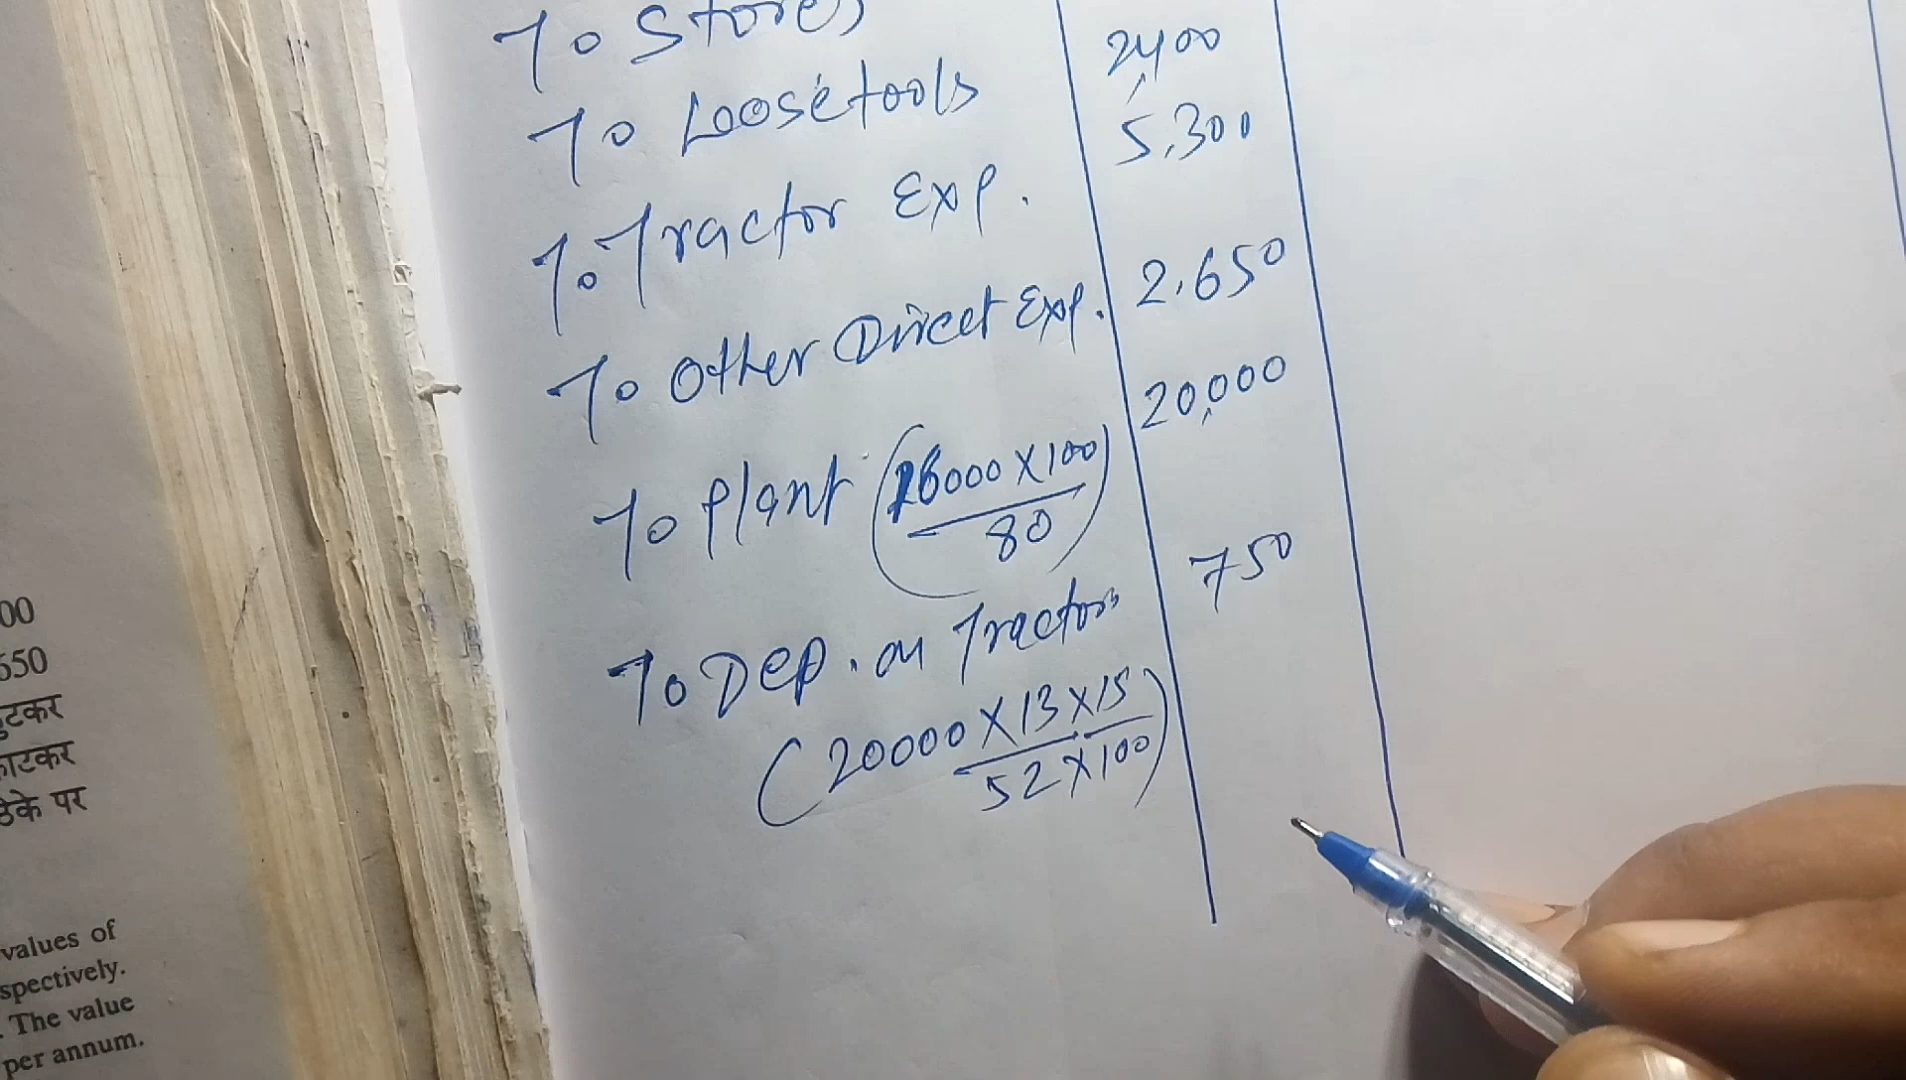 To Stores
To Loose tools 2400
To Tractor Exp. 5,300
To Other Direct Exp. 2,650
To Plant (16000 X 100 / 80) 20,000
To Dep. on Tractor 750
(20000 X 13 X 15 / 52 X 100)
00
650
काटकर
ठेके पर
values of
spectively.
. The value
per annum.